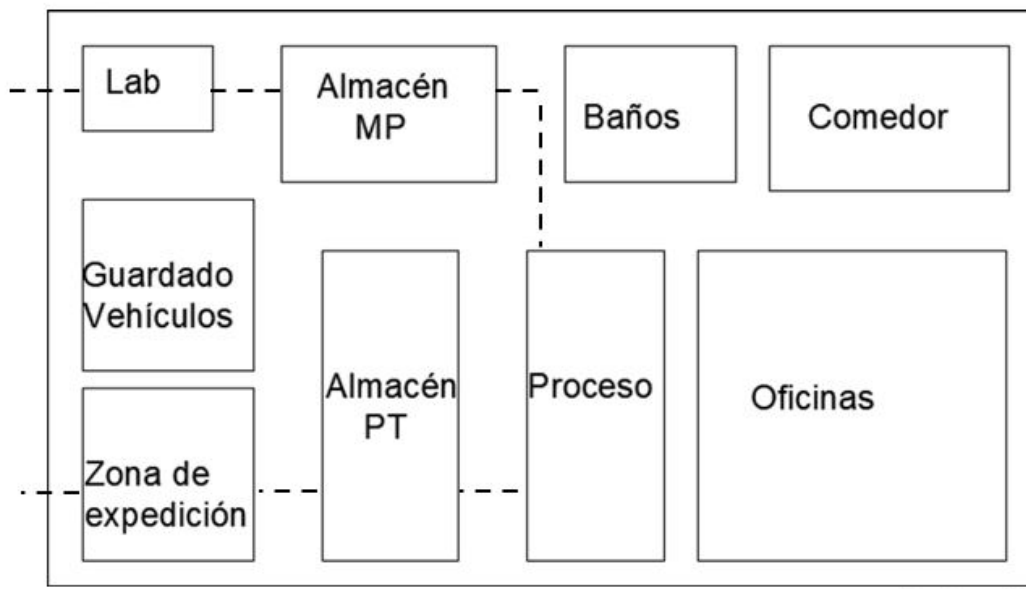 Lab
Almacén
MP
Baños
Comedor
Guardado
Vehículos
Almacén
PT
Proceso
Oficinas
Zona de
expedición